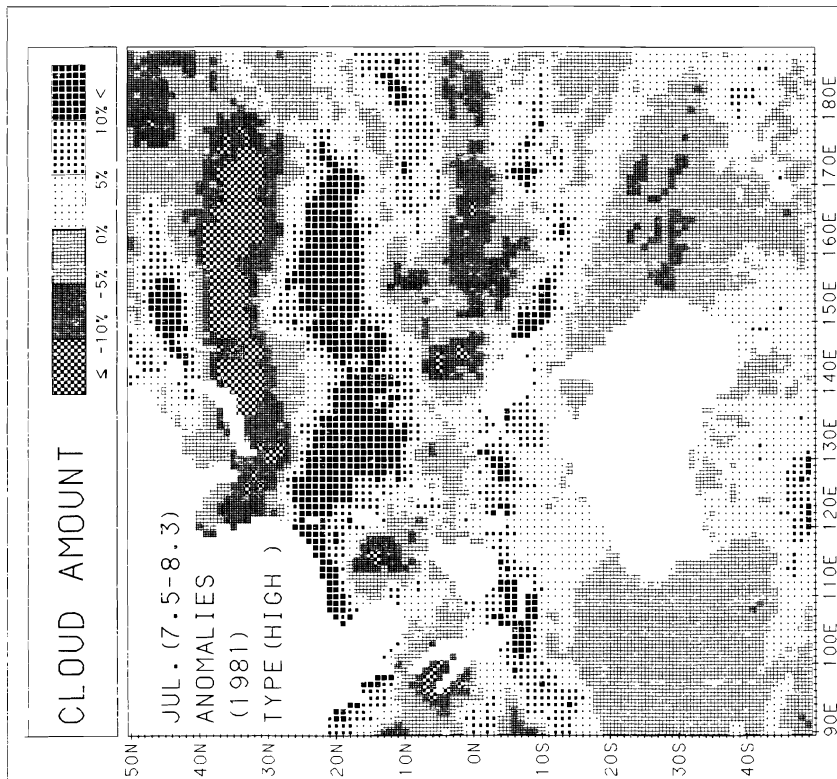 CLOUD AMOUNT
≤ -10% -5% 0% 5% 10% <
JUL.(7.5-8.3)
ANOMALIES
(1981)
TYPE(HIGH )
50N
40N
30N
20N
10N
0N
10S
20S
30S
40S
90E 100E 110E 120E 130E 140E 150E 160E 170E 180E